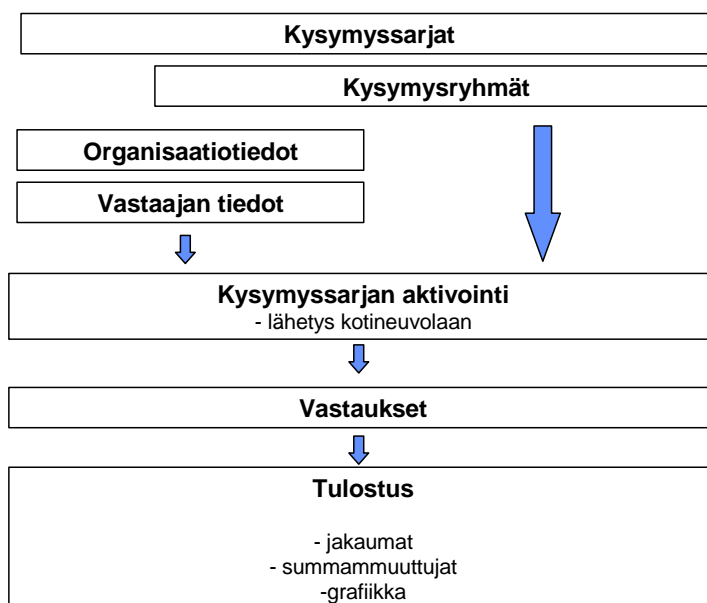 Kysymyssarjat
Kysymysryhmät
Organisaatiotiedot
Vastaajan tiedot
Kysymyssarjan aktivointi
- lähetys kotineuvolaan
Vastaukset
Tulostus
- jakaumat
- summammuuttujat
-grafiikka